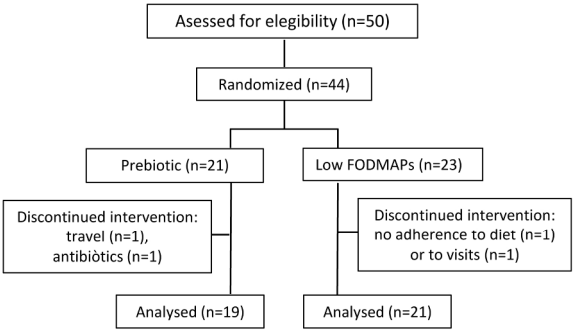 Asessed for elegibility (n=50)
Randomized (n=44)
Prebiotic (n=21)
Low FODMAPs (n=23)
Discontinued intervention:
travel (n=1),
antibiòtics (n=1)
Discontinued intervention:
no adherence to diet (n=1)
or to visits (n=1)
Analysed (n=19)
Analysed (n=21)